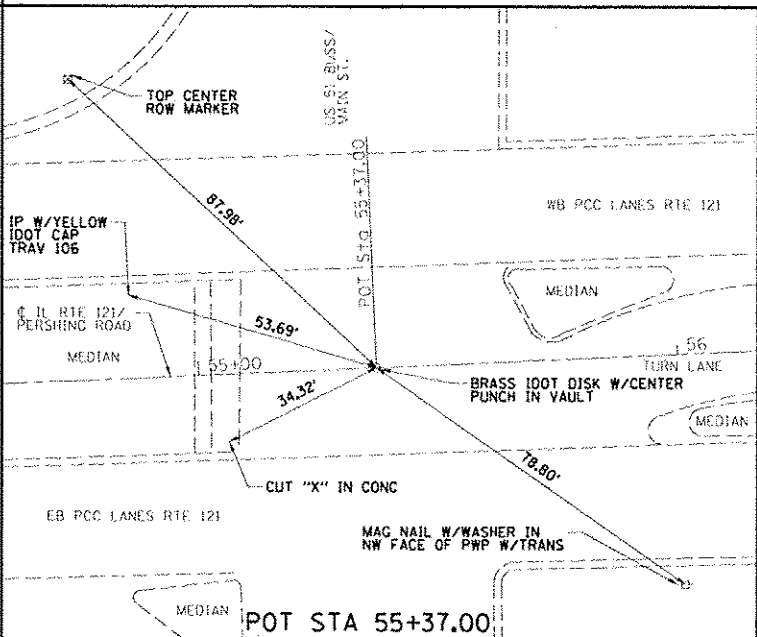 TOP CENTER
ROW MARKER
US 51 BUSS/
MAIN ST.
87.98'
POT Sta 55+37.00
WB PCC LANES RTE 121
IP W/YELLOW
IDOT CAP
TRAV 106
MEDIAN
℄ IL RTE 121/
PERSHING ROAD
53.69'
MEDIAN
55+00
56
TURN LANE
34.32'
BRASS IDOT DISK W/CENTER
PUNCH IN VAULT
MEDIAN
78.80'
CUT "X" IN CONC
EB PCC LANES RTE 121
MAG NAIL W/WASHER IN
NW FACE OF PWP W/TRANS
MEDIAN
POT STA 55+37.00